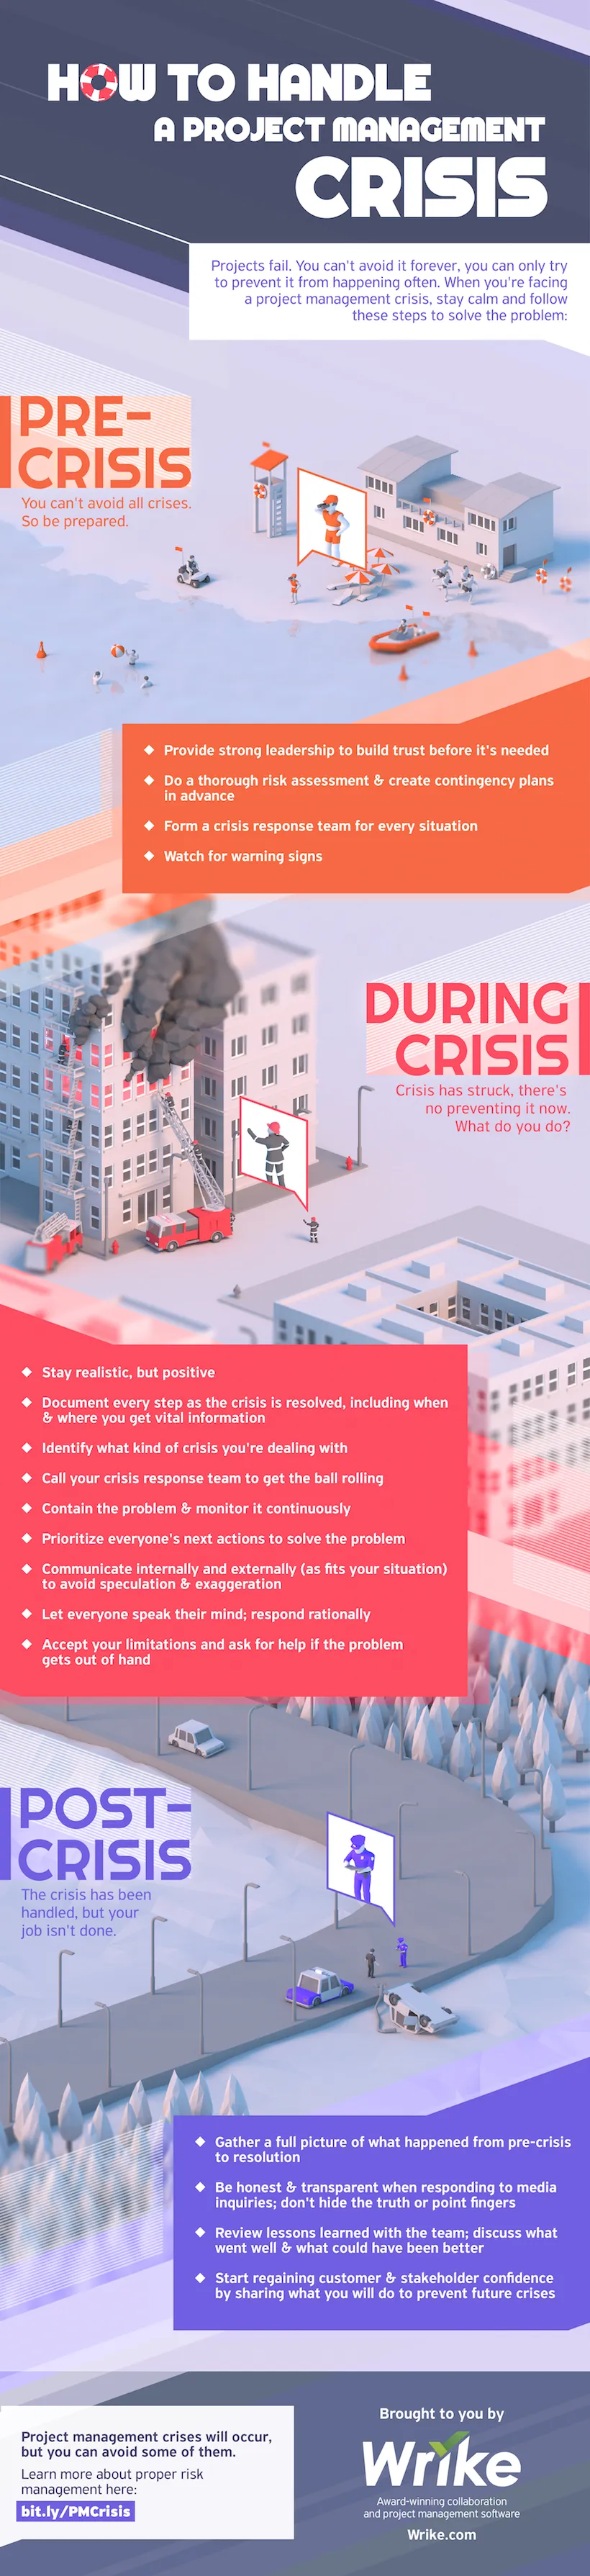 HOW TO HANDLE
A PROJECT MANAGEMENT
CRISIS
Projects fail. You can't avoid it forever, you can only try
to prevent it from happening often. When you're facing
a project management crisis, stay calm and follow
these steps to solve the problem:
PRE-
CRISIS
You can't avoid all crises.
So be prepared.
Provide strong leadership to build trust before it's needed
Do a thorough risk assessment & create contingency plans
in advance
Form a crisis response team for every situation
Watch for warning signs
DURING
CRISIS
Crisis has struck, there's
no preventing it now.
What do you do?
Stay realistic, but positive
Document every step as the crisis is resolved, including when
& where you get vital information
Identify what kind of crisis you're dealing with
Call your crisis response team to get the ball rolling
Contain the problem & monitor it continuously
Prioritize everyone's next actions to solve the problem
Communicate internally and externally (as fits your situation)
to avoid speculation & exaggeration
Let everyone speak their mind; respond rationally
Accept your limitations and ask for help if the problem
gets out of hand
POST-
CRISIS
The crisis has been
handled, but your
job isn't done.
Gather a full picture of what happened from pre-crisis
to resolution
Be honest & transparent when responding to media
inquiries; don't hide the truth or point fingers
Review lessons learned with the team; discuss what
went well & what could have been better
Start regaining customer & stakeholder confidence
by sharing what you will do to prevent future crises
Project management crises will occur,
but you can avoid some of them.
Learn more about proper risk
management here:
bit.ly/PMCrisis
Brought to you by
Wrike
Award-winning collaboration
and project management software
Wrike.com